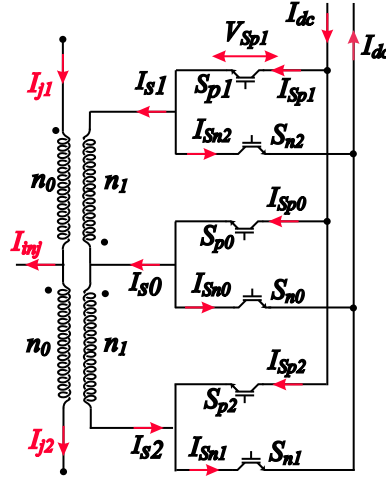 I_dc
V_Sp1
I_dc
I_j1
I_s1
S_p1
I_Sp1
I_Sn2
S_n2
n_0
n_1
I_inj
I_s0
S_p0
I_Sp0
I_Sn0
S_n0
n_0
n_1
I_Sp2
S_p2
I_j2
I_s2
I_Sn1
S_n1